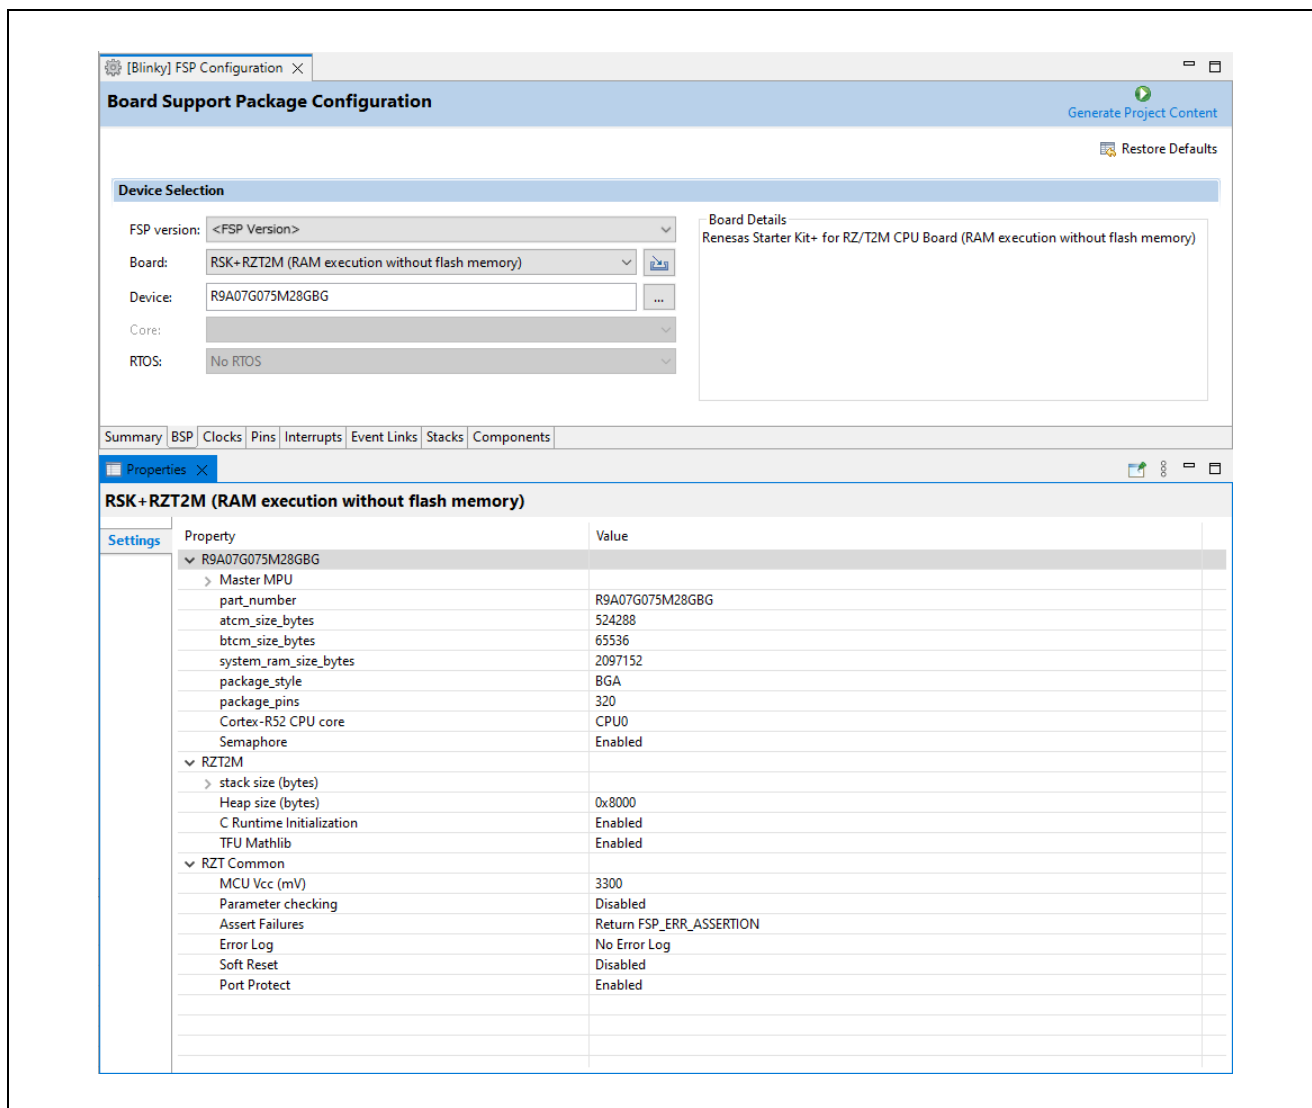 [Blinky] FSP Configuration
Board Support Package Configuration
Generate Project Content
Restore Defaults
Device Selection
FSP version: <FSP Version>
Board: RSK+RZT2M (RAM execution without flash memory)
Device: R9A07G075M28GBG ...
Core:
RTOS: No RTOS
Board Details
Renesas Starter Kit+ for RZ/T2M CPU Board (RAM execution without flash memory)
Summary BSP Clocks Pins Interrupts Event Links Stacks Components
Properties
RSK+RZT2M (RAM execution without flash memory)
Settings
Property Value
R9A07G075M28GBG
Master MPU
part_number R9A07G075M28GBG
atcm_size_bytes 524288
btcm_size_bytes 65536
system_ram_size_bytes 2097152
package_style BGA
package_pins 320
Cortex-R52 CPU core CPU0
Semaphore Enabled
RZT2M
stack size (bytes)
Heap size (bytes) 0x8000
C Runtime Initialization Enabled
TFU Mathlib Enabled
RZT Common
MCU Vcc (mV) 3300
Parameter checking Disabled
Assert Failures Return FSP_ERR_ASSERTION
Error Log No Error Log
Soft Reset Disabled
Port Protect Enabled